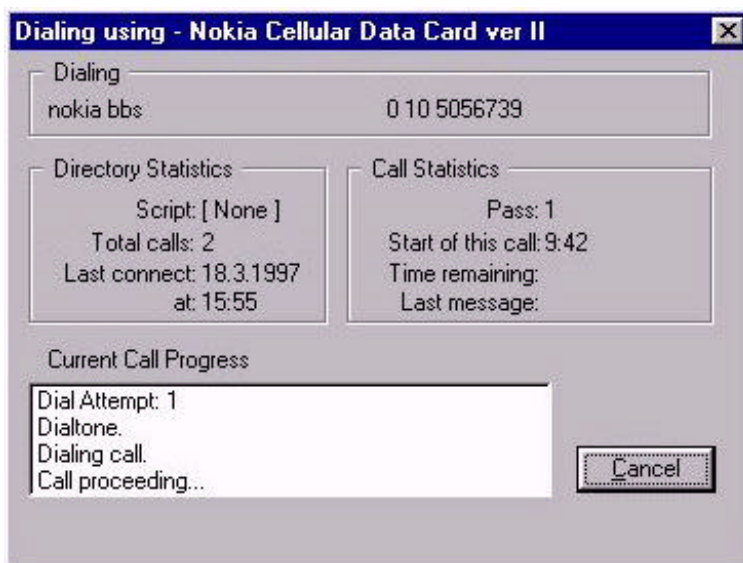 Dialing using - Nokia Cellular Data Card ver II
Dialing
nokia bbs 0 10 5056739
Directory Statistics
Script: [ None ]
Total calls: 2
Last connect: 18.3.1997
at: 15:55
Call Statistics
Pass: 1
Start of this call: 9:42
Time remaining:
Last message:
Current Call Progress
Dial Attempt: 1
Dialtone.
Dialing call.
Call proceeding...
Cancel